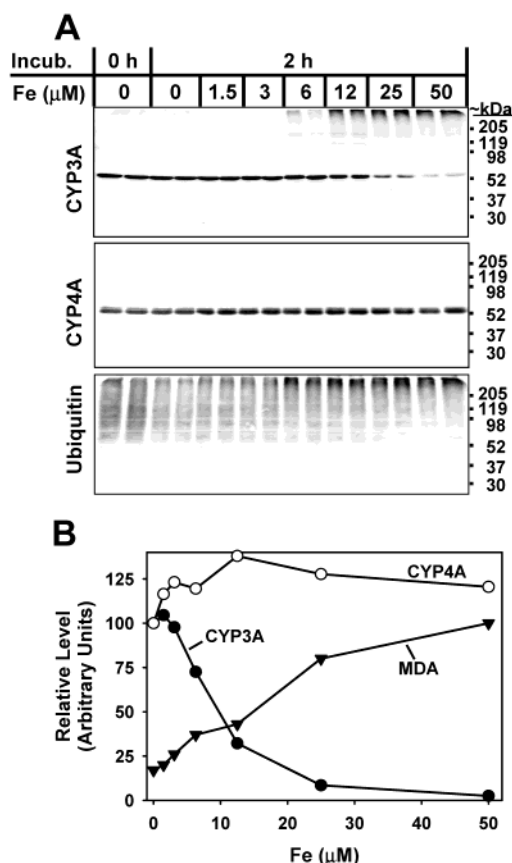 A
Incub. 0 h 2 h
Fe (μM) 0 0 1.5 3 6 12 25 50 ~kDa
CYP3A
205
119
98
52
37
30
CYP4A
205
119
98
52
37
30
Ubiquitin
205
119
98
52
37
30
B
Relative Level
(Arbitrary Units)
125
100
75
50
25
0
CYP4A
CYP3A
MDA
0 10 20 30 40 50
Fe (μM)